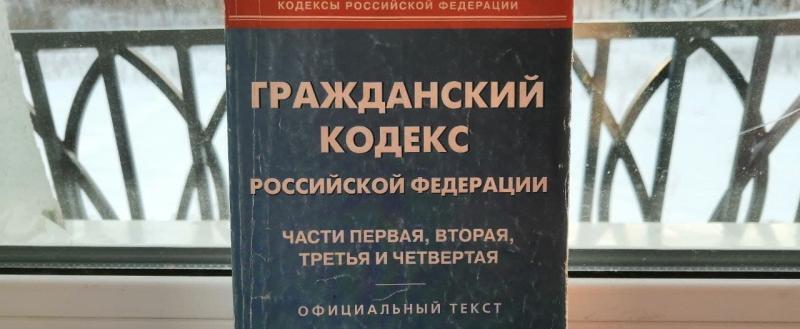 КОДЕКСЫ РОССИЙСКОЙ ФЕДЕРАЦИИ
ГРАЖДАНСКИЙ
КОДЕКС
РОССИЙСКОЙ ФЕДЕРАЦИИ
ЧАСТИ ПЕРВАЯ, ВТОРАЯ,
ТРЕТЬЯ И ЧЕТВЕРТАЯ
ОФИЦИАЛЬНЫЙ ТЕКСТ